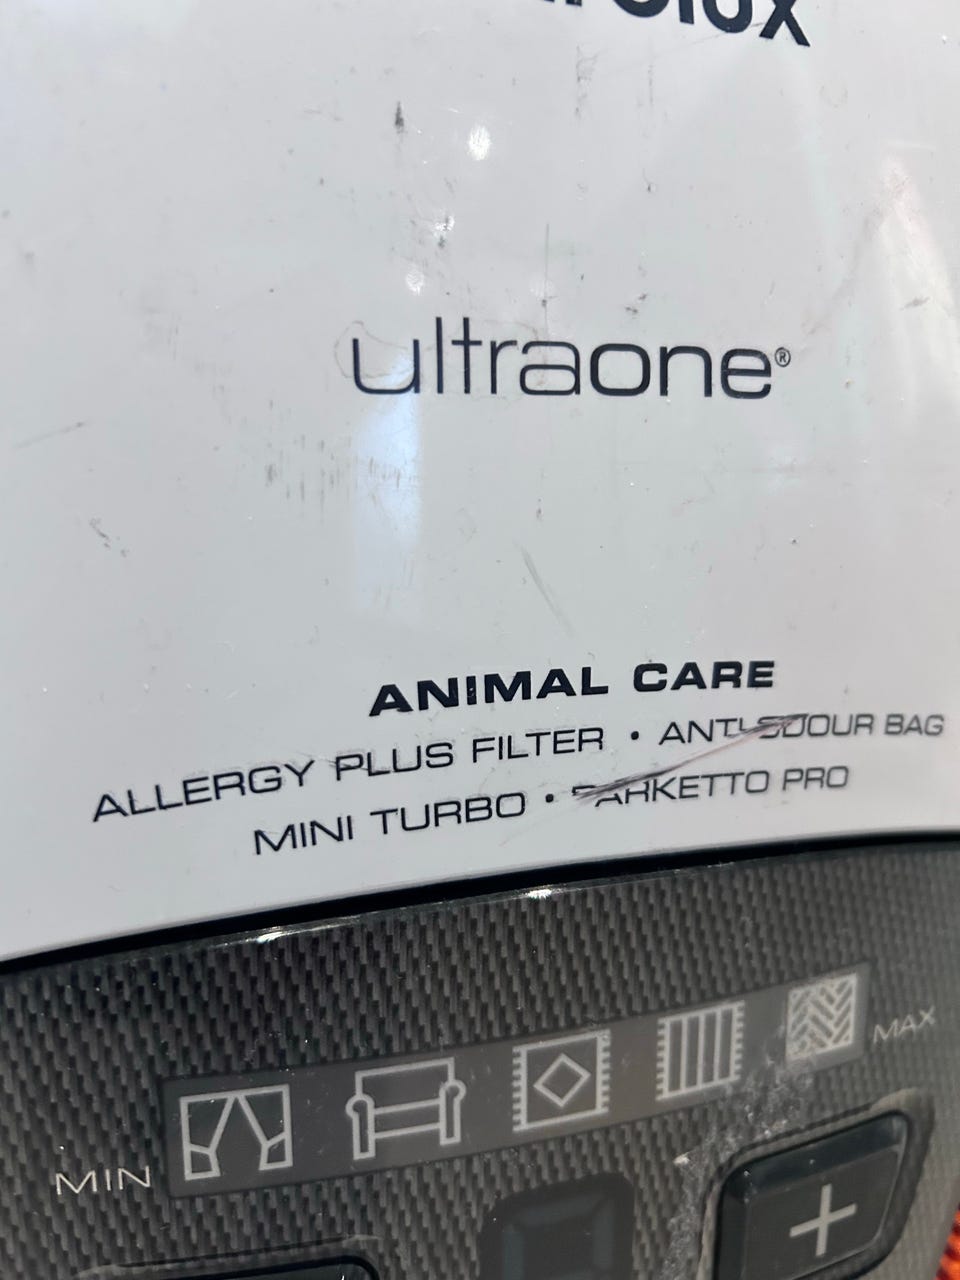 ultraone®
ANIMAL CARE
ALLERGY PLUS FILTER • ANTI-ODOUR BAG
MINI TURBO • PARKETTO PRO
MAX
MIN
+